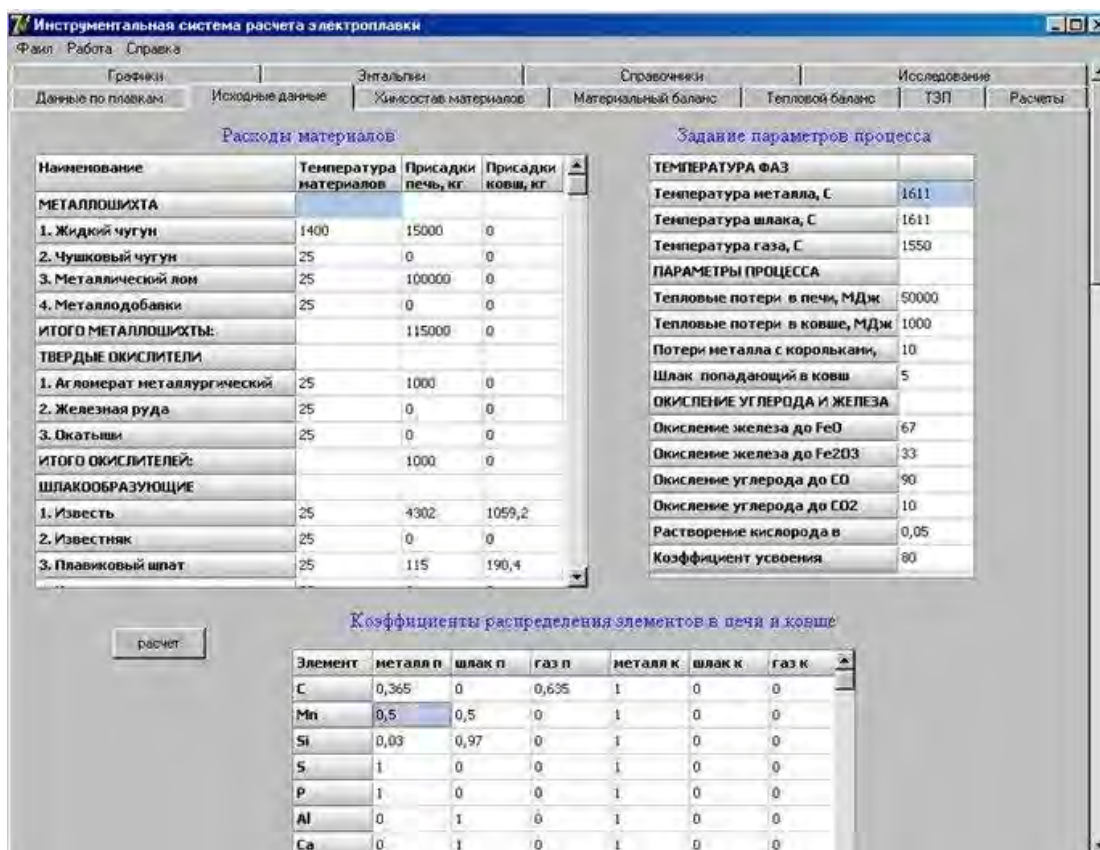 Инструментальная система расчета электроплавки
Файл Работа Справка
Графики Энтальпии Справочники Исследование
Данные по плавкам Исходные данные Химсостав материалов Материальный баланс Тепловой баланс ТЭП Расчеты
Расходы материалов
Наименование Температура материалов Присадки печь, кг Присадки ковш, кг
МЕТАЛЛОШИХТА
1. Жидкий чугун 1400 15000 0
2. Чушковый чугун 25 0 0
3. Металлический лом 25 100000 0
4. Металлодобавки 25 0 0
ИТОГО МЕТАЛЛОШИХТЫ: 115000 0
ТВЕРДЫЕ ОКИСЛИТЕЛИ
1. Агломерат металлургический 25 1000 0
2. Железная руда 25 0 0
3. Окатыши 25 0 0
ИТОГО ОКИСЛИТЕЛЕЙ: 1000 0
ШЛАКООБРАЗУЮЩИЕ
1. Известь 25 4302 1059,2
2. Известняк 25 0 0
3. Плавиковый шпат 25 115 190,4
Задание параметров процесса
ТЕМПЕРАТУРА ФАЗ
Температура металла, С 1611
Температура шлака, С 1611
Температура газа, С 1550
ПАРАМЕТРЫ ПРОЦЕССА
Тепловые потери в печи, МДж 50000
Тепловые потери в ковше, МДж 1000
Потери металла с корольками, 10
Шлак попадающий в ковш 5
ОКИСЛЕНИЕ УГЛЕРОДА И ЖЕЛЕЗА
Окисление железа до FeO 67
Окисление железа до Fe2O3 33
Окисление углерода до CO 90
Окисление углерода до CO2 10
Растворение кислорода в 0,05
Коэффициент усвоения 80
расчет
Коэффициенты распределения элементов в печи и ковше
Элемент металл п шлак п газ п металл к шлак к газ к
C 0,365 0 0,635 1 0 0
Mn 0,5 0,5 0 1 0 0
Si 0,03 0,97 0 1 0 0
S 1 0 0 1 0 0
P 1 0 0 1 0 0
Al 0 1 0 1 0 0
Ca 0 1 0 1 0 0